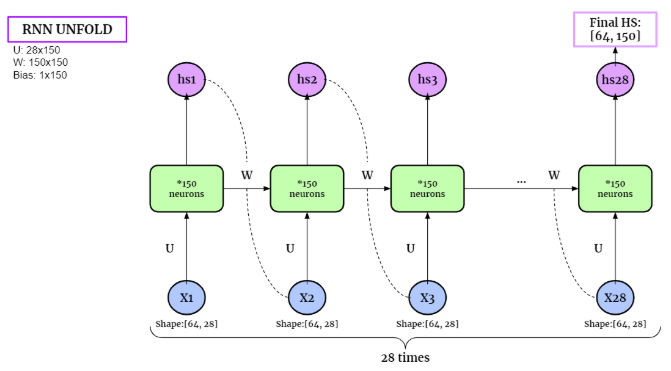 RNN UNFOLD
U: 28x150
W: 150x150
Bias: 1x150
Final HS:
[64, 150]
hs1
hs2
hs3
hs28
*150
neurons
W
*150
neurons
W
*150
neurons
...
W
*150
neurons
U
U
U
U
X1
X2
X3
X28
Shape:[64, 28]
Shape:[64, 28]
Shape:[64, 28]
Shape:[64, 28]
28 times